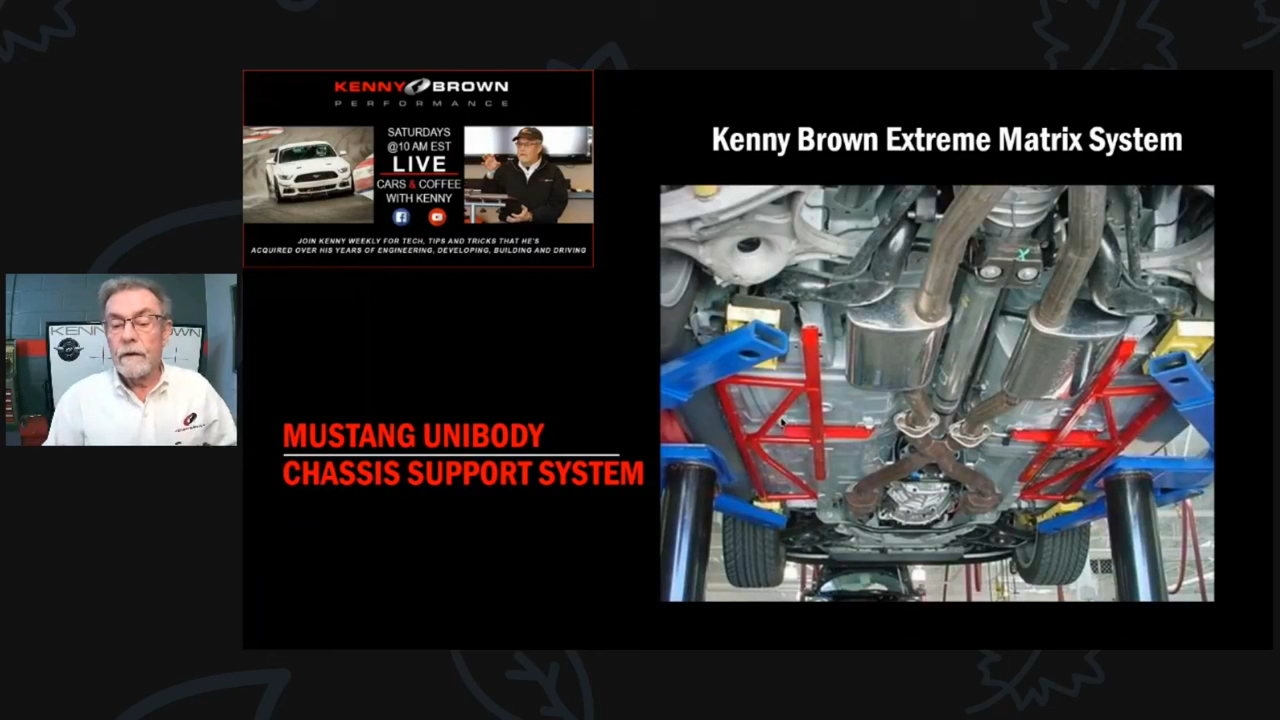 KENNY BROWN
PERFORMANCE
SATURDAYS
@10 AM EST
LIVE
CARS & COFFEE
WITH KENNY
JOIN KENNY WEEKLY FOR TECH, TIPS AND TRICKS THAT HE'S
ACQUIRED OVER HIS YEARS OF ENGINEERING, DEVELOPING, BUILDING AND DRIVING
Kenny Brown Extreme Matrix System
KENNY BROWN
MUSTANG UNIBODY
CHASSIS SUPPORT SYSTEM